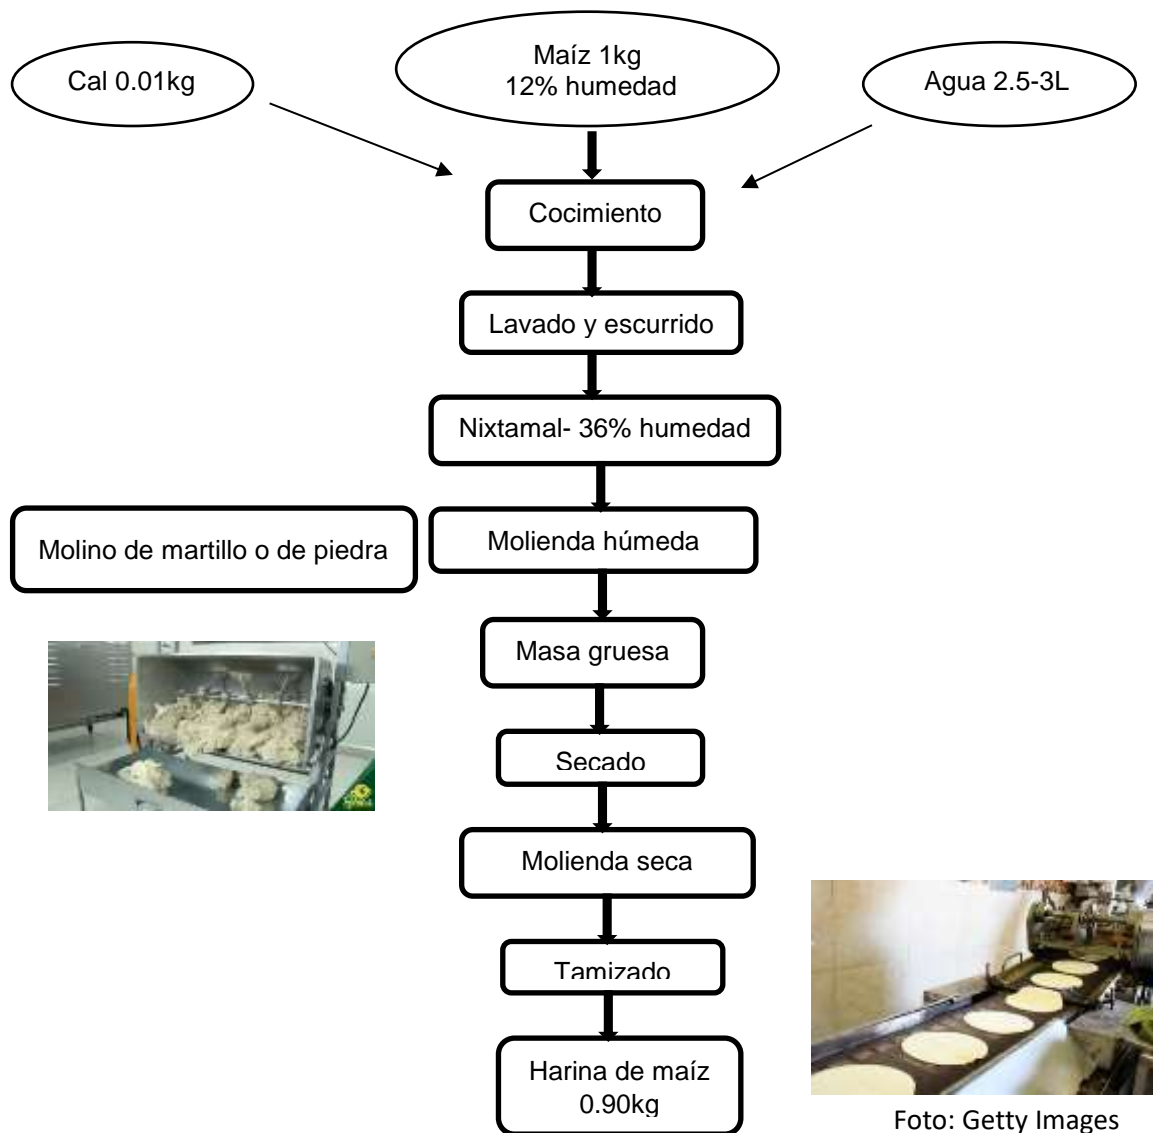 Cal 0.01kg
Maíz 1kg
12% humedad
Agua 2.5-3L
Cocimiento
Lavado y escurrido
Nixtamal- 36% humedad
Molino de martillo o de piedra
Molienda húmeda
Masa gruesa
Secado
Molienda seca
Tamizado
Harina de maíz
0.90kg
Foto: Getty Images